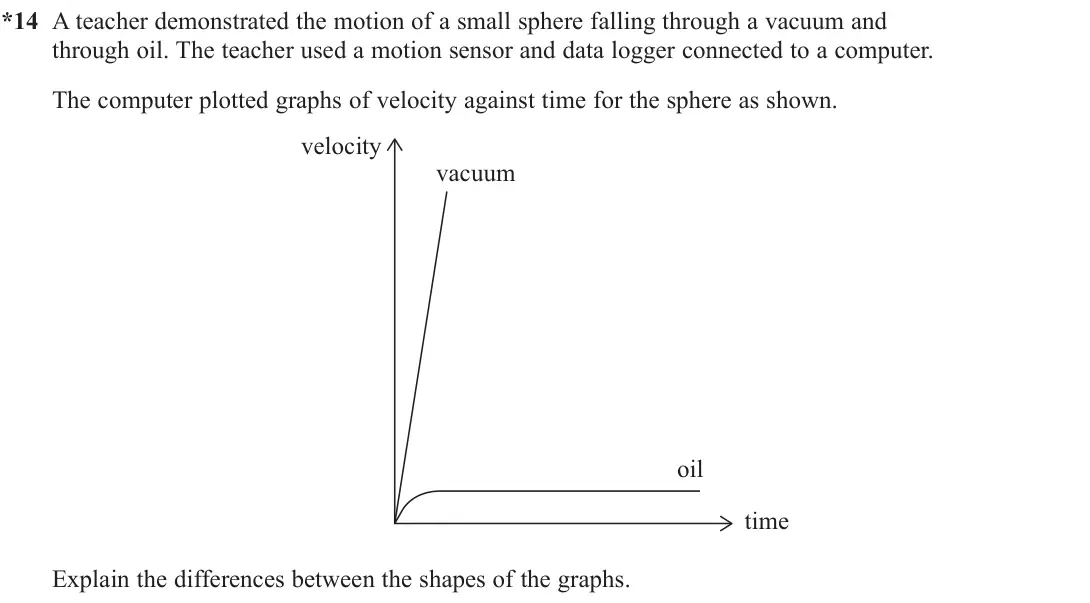 *14 A teacher demonstrated the motion of a small sphere falling through a vacuum and
through oil. The teacher used a motion sensor and data logger connected to a computer.
The computer plotted graphs of velocity against time for the sphere as shown.
velocity
vacuum
oil
time
Explain the differences between the shapes of the graphs.